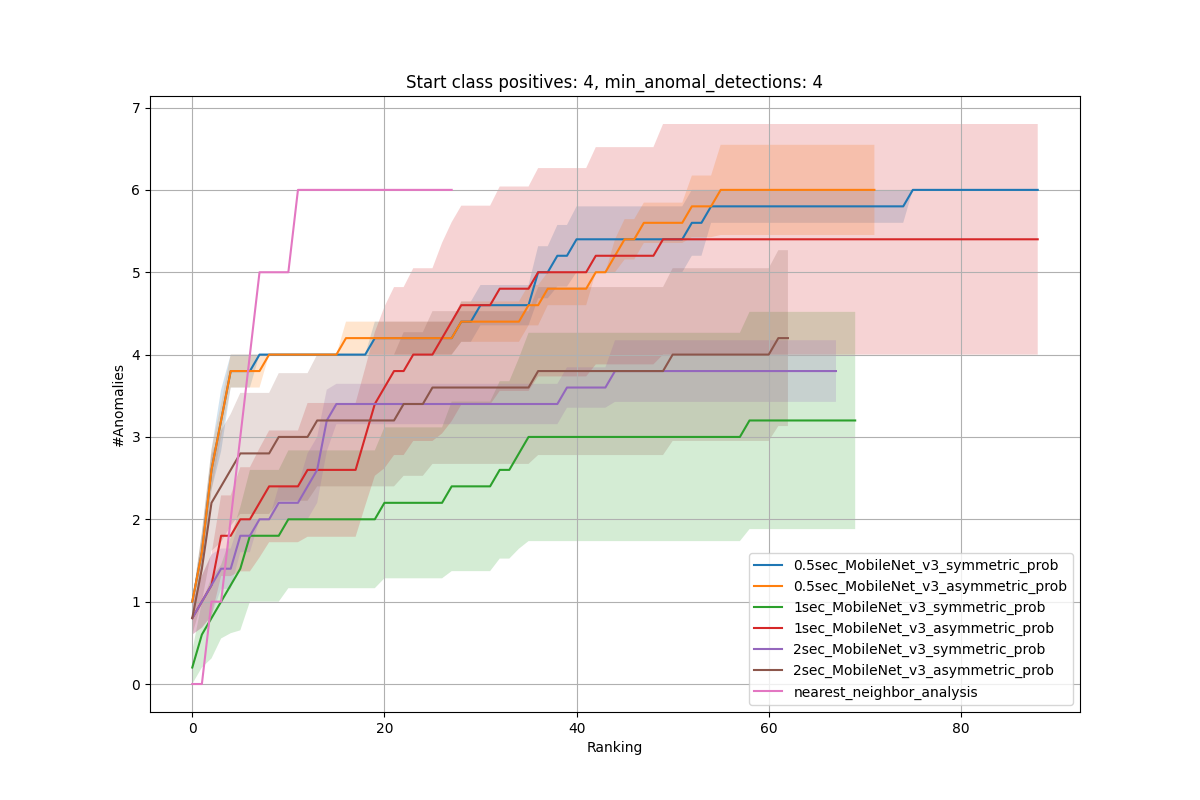 Start class positives: 4, min_anomal_detections: 4
#Anomalies
7
6
5
4
3
2
1
0
0 20 40 60 80
Ranking
0.5sec_MobileNet_v3_symmetric_prob
0.5sec_MobileNet_v3_asymmetric_prob
1sec_MobileNet_v3_symmetric_prob
1sec_MobileNet_v3_asymmetric_prob
2sec_MobileNet_v3_symmetric_prob
2sec_MobileNet_v3_asymmetric_prob
nearest_neighbor_analysis